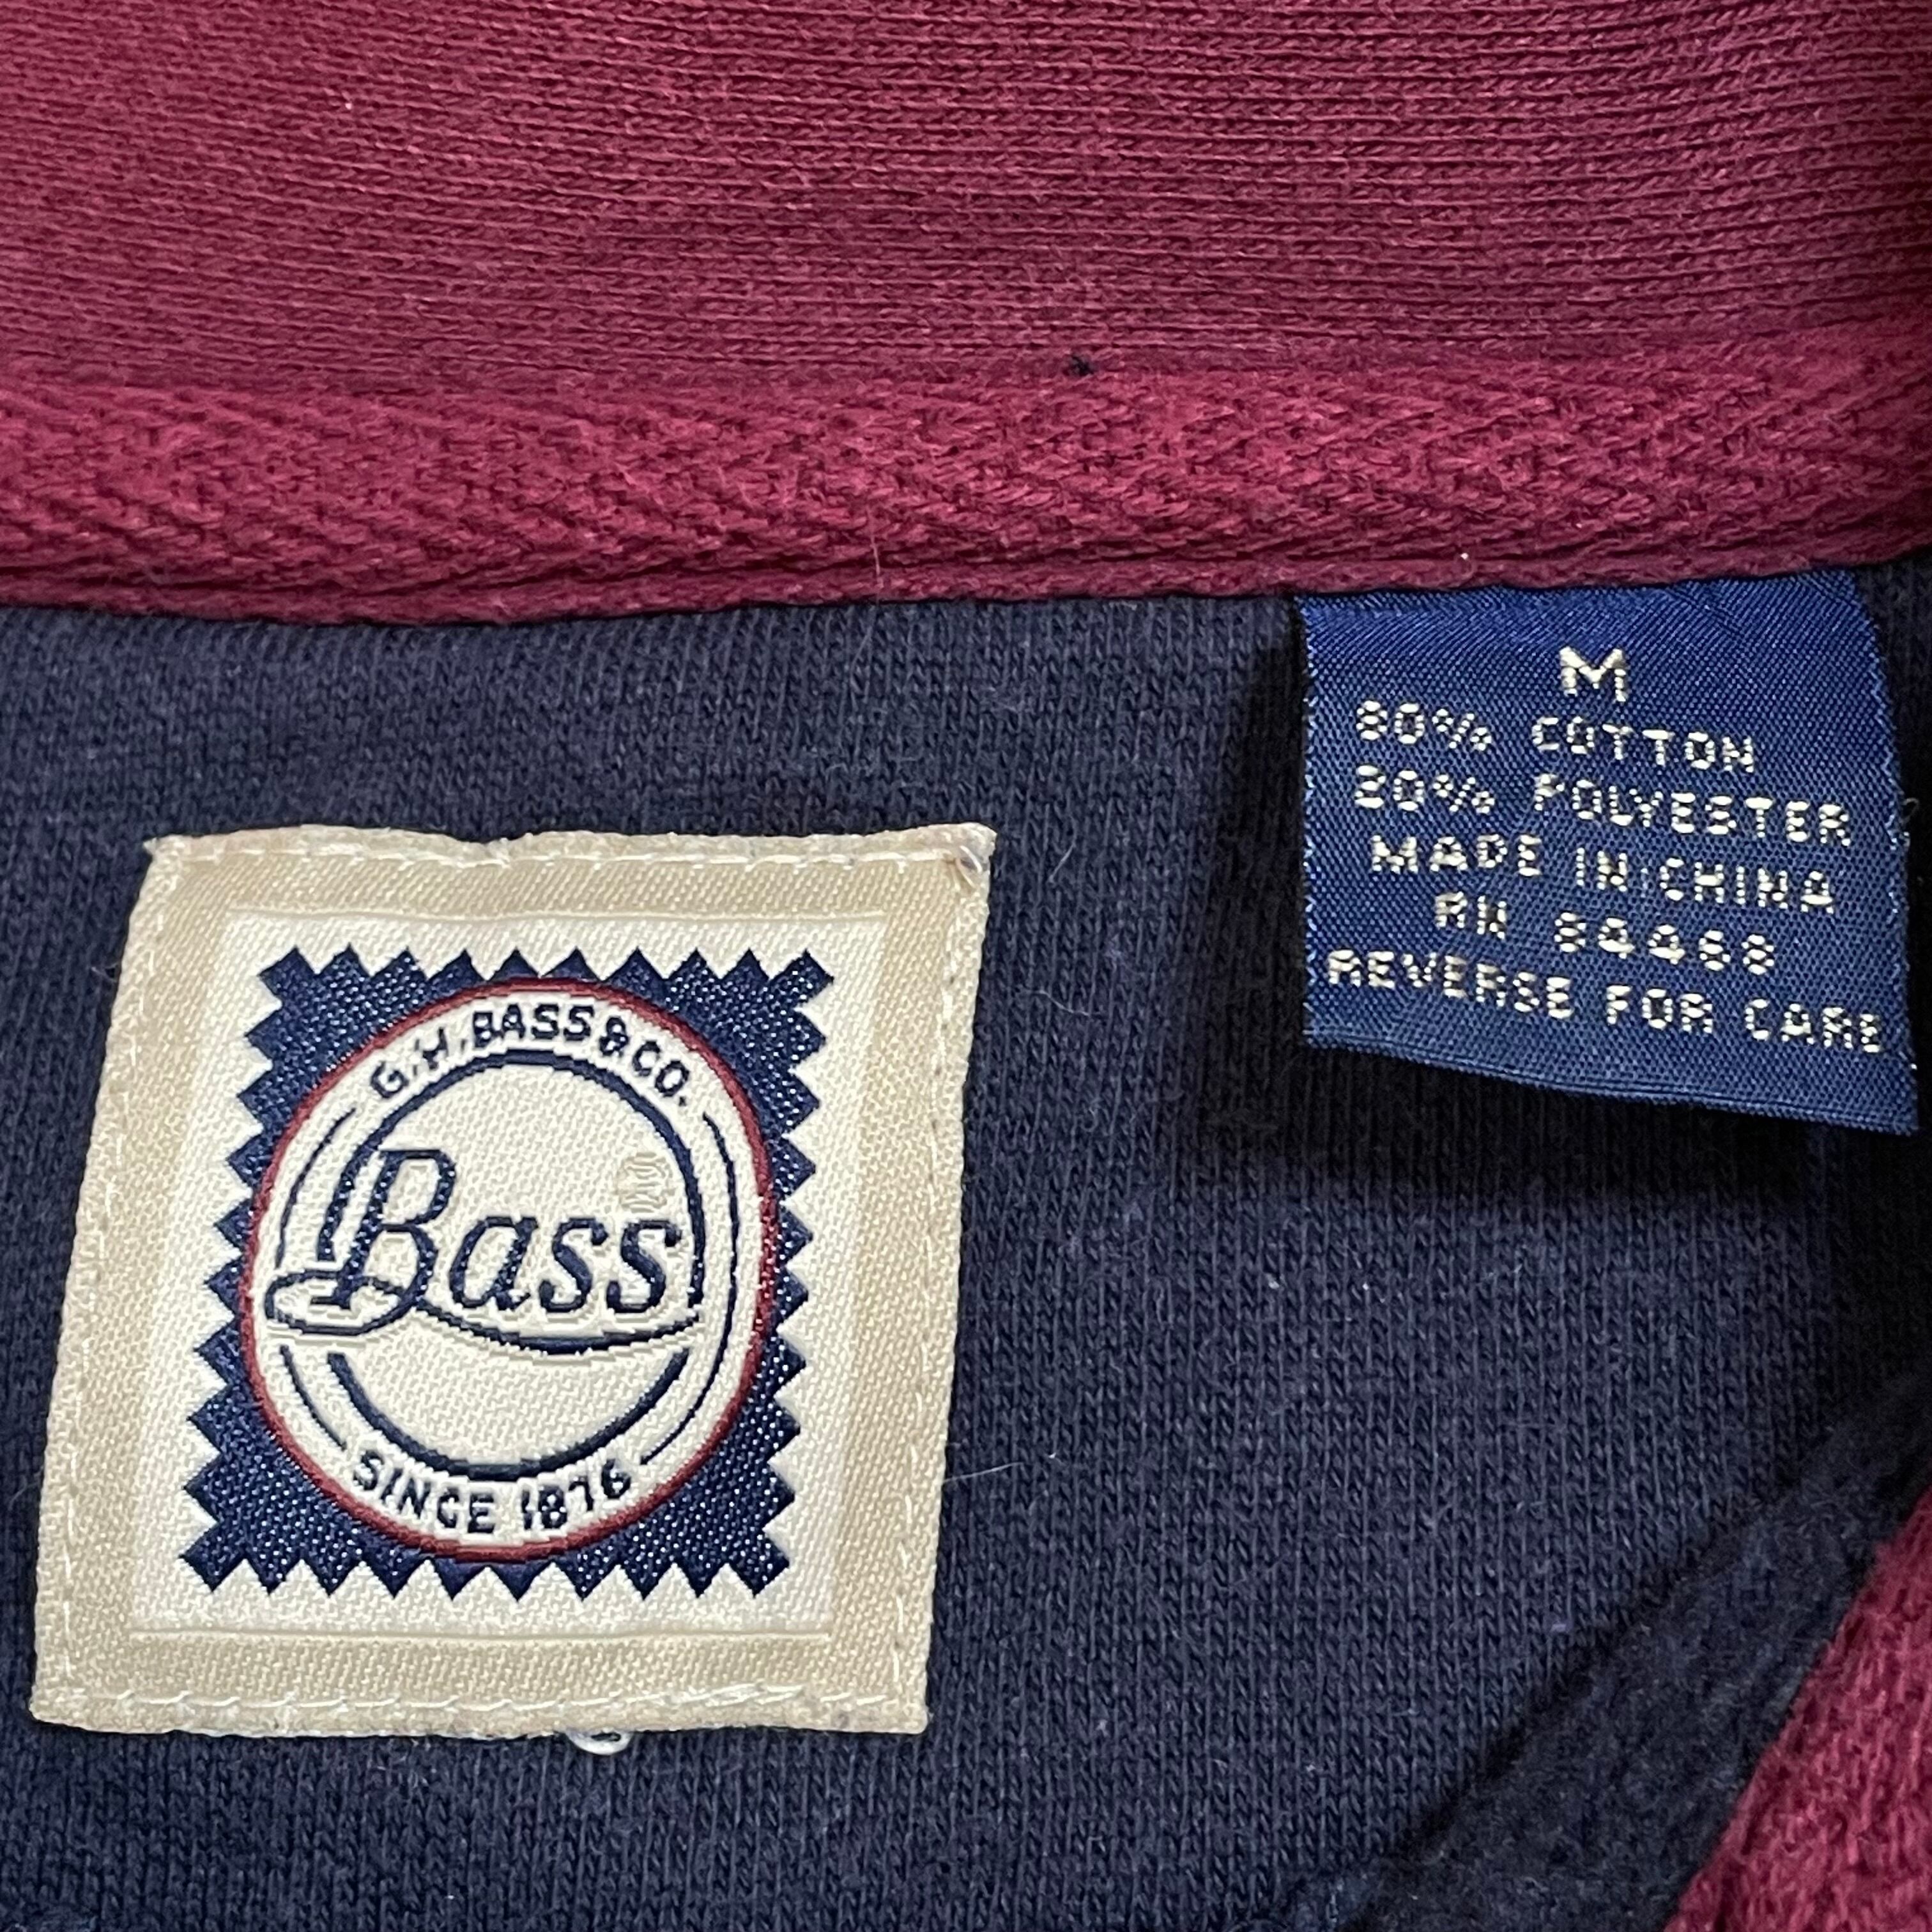 G.H. BASS & CO.
Bass
SINCE 1876
M
80% COTTON
20% POLYESTER
MADE IN CHINA
RN 84468
REVERSE FOR CARE